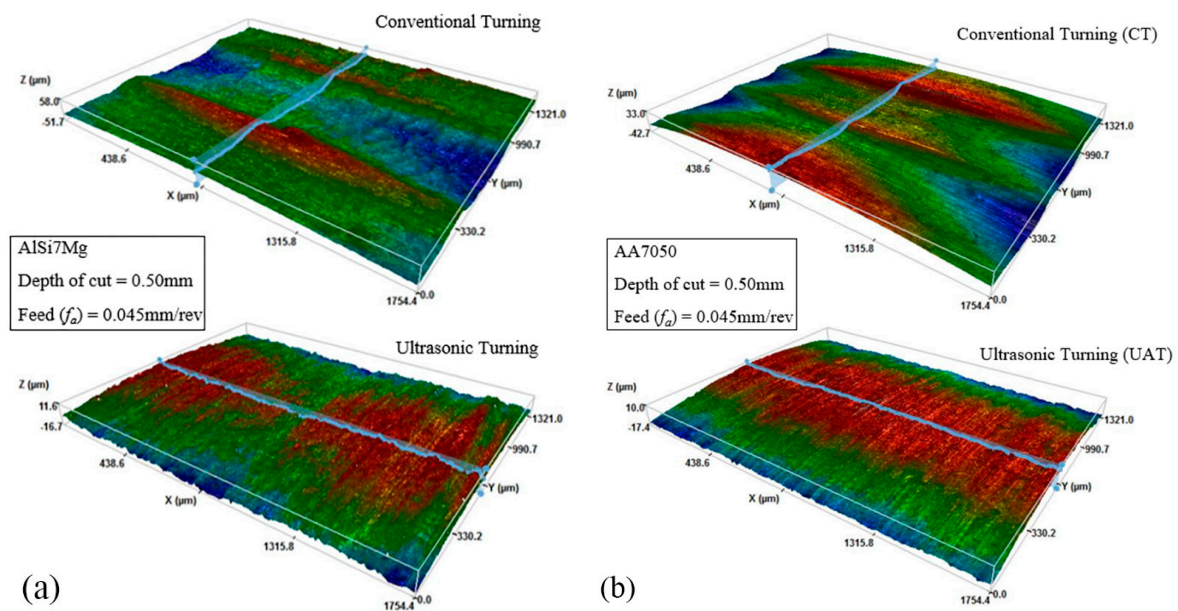 Conventional Turning
Z (µm)
58.0
-51.7
438.6
X (µm)
1315.8
1754.4
0.0
330.2
Y (µm)
990.7
1321.0
AlSi7Mg
Depth of cut = 0.50mm
Feed (fa) = 0.045mm/rev
Ultrasonic Turning
Z (µm)
11.6
-16.7
438.6
X (µm)
1315.8
1754.4
0.0
330.2
Y (µm)
990.7
1321.0
(a)
Conventional Turning (CT)
Z (µm)
33.0
-42.7
438.6
X (µm)
1315.8
1754.4
0.0
330.2
Y (µm)
990.7
1321.0
AA7050
Depth of cut = 0.50mm
Feed (fa) = 0.045mm/rev
Ultrasonic Turning (UAT)
Z (µm)
10.0
-17.4
438.6
X (µm)
1315.8
1754.4
0.0
330.2
Y (µm)
990.7
1321.0
(b)